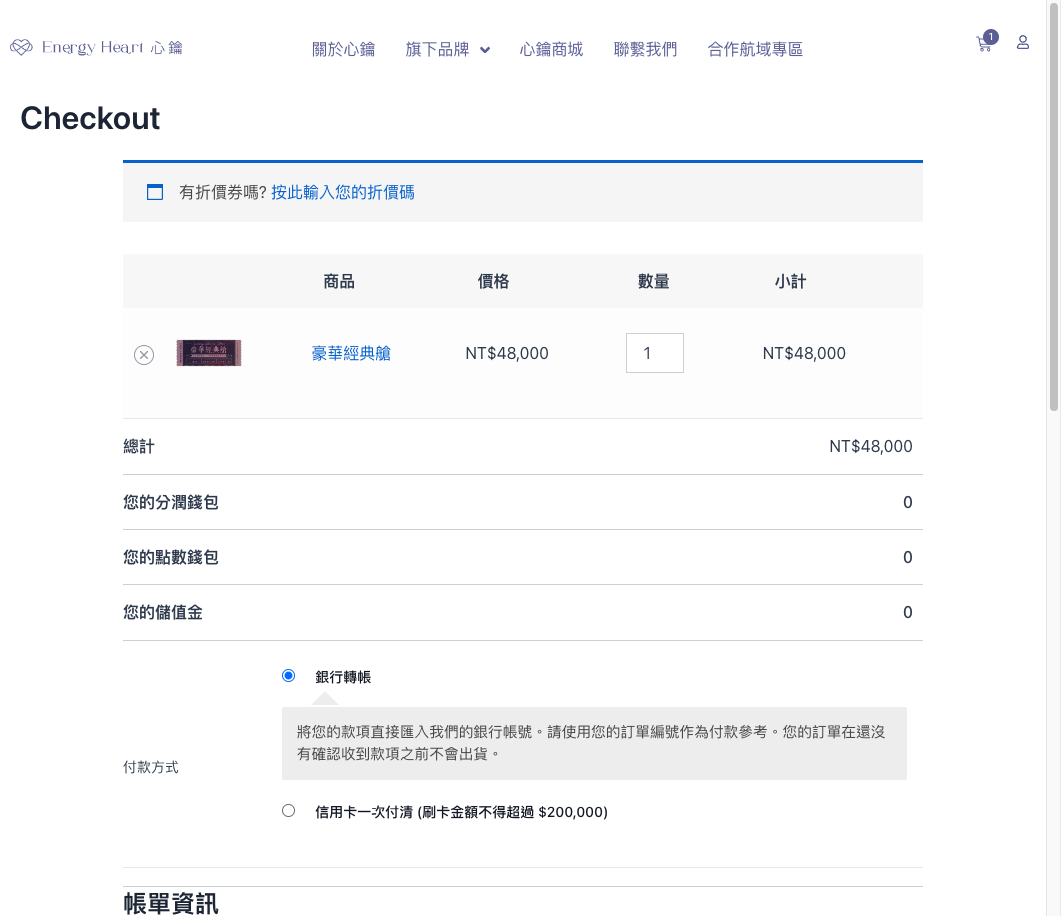 Energy Heart 心鑰
關於心鑰 旗下品牌 心鑰商城 聯繫我們 合作航域專區
1
Checkout
有折價券嗎? 按此輸入您的折價碼
商品 價格 數量 小計
豪華經典艙
豪華經典艙 NT$48,000 1 NT$48,000
總計 NT$48,000
您的分潤錢包 0
您的點數錢包 0
您的儲值金 0
銀行轉帳
將您的款項直接匯入我們的銀行帳號。請使用您的訂單編號作為付款參考。您的訂單在還沒
有確認收到款項之前不會出貨。
付款方式
信用卡一次付清 (刷卡金額不得超過 $200,000)
帳單資訊